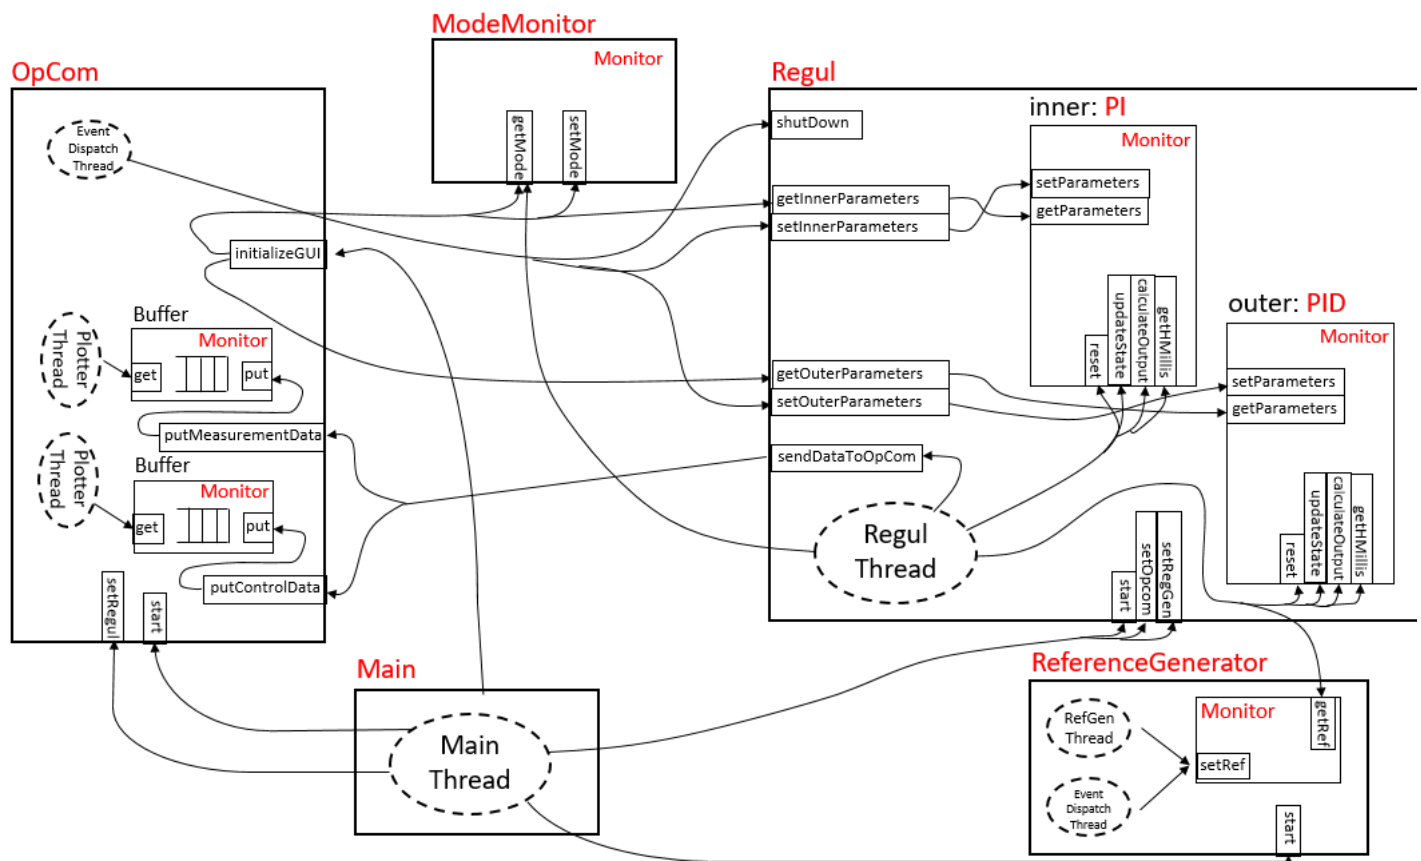 ModeMonitor
Monitor
getMode
setMode
OpCom
Event
Dispatch
Thread
initializeGUI
Buffer
Monitor
Plotter
Thread
get
put
putMeasurementData
Buffer
Monitor
Plotter
Thread
get
put
putControlData
setRegul
start
Main
Main
Thread
Regul
shutDown
getInnerParameters
setInnerParameters
getOuterParameters
setOuterParameters
sendDataToOpCom
Regul
Thread
start
setOpcom
setRegGen
inner: PI
Monitor
setParameters
getParameters
reset
updateState
calculateOutput
getHMillis
outer: PID
Monitor
setParameters
getParameters
reset
updateState
calculateOutput
getHMillis
ReferenceGenerator
RefGen
Thread
Event
Dispatch
Thread
Monitor
getRef
setRef
start